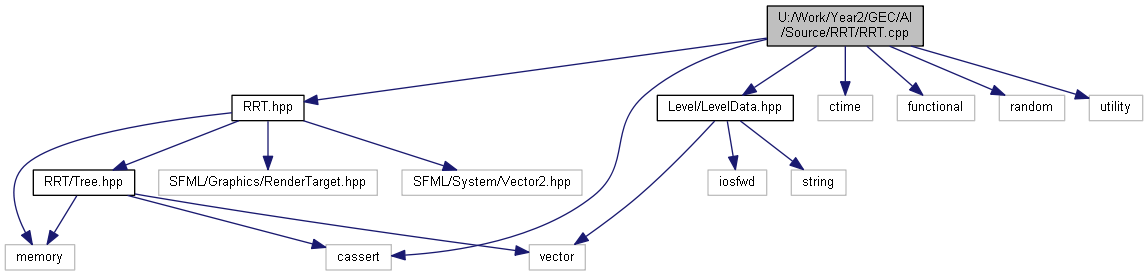 U:/Work/Year2/GEC/AI
/Source/RRT/RRT.cpp
RRT.hpp
Level/LevelData.hpp
ctime
functional
random
utility
RRT/Tree.hpp
SFML/Graphics/RenderTarget.hpp
SFML/System/Vector2.hpp
iosfwd
string
memory
cassert
vector